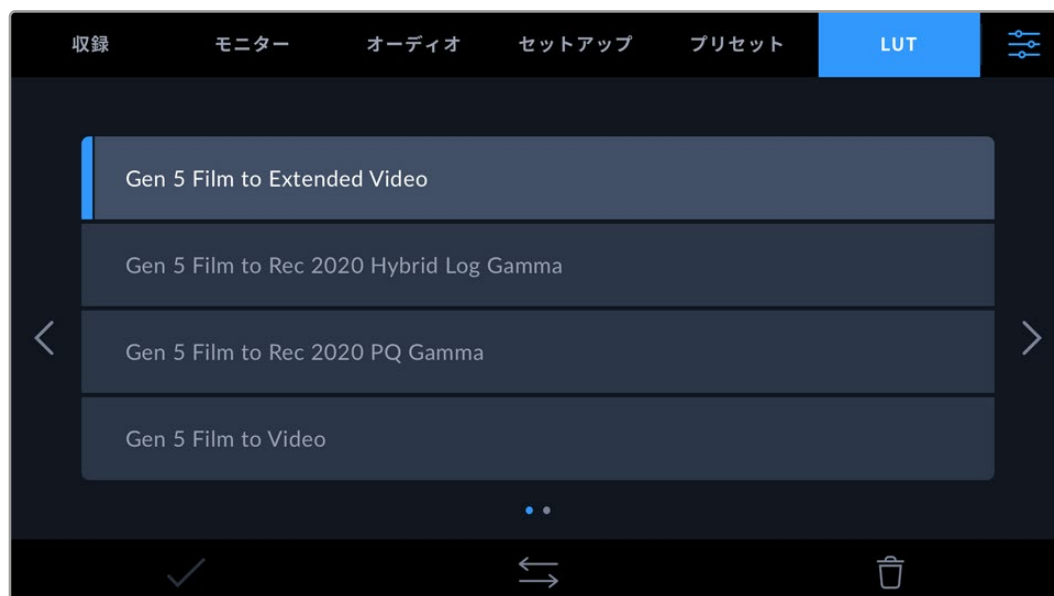 収録 モニター オーディオ セットアップ プリセット LUT
Gen 5 Film to Extended Video
Gen 5 Film to Rec 2020 Hybrid Log Gamma
Gen 5 Film to Rec 2020 PQ Gamma
Gen 5 Film to Video